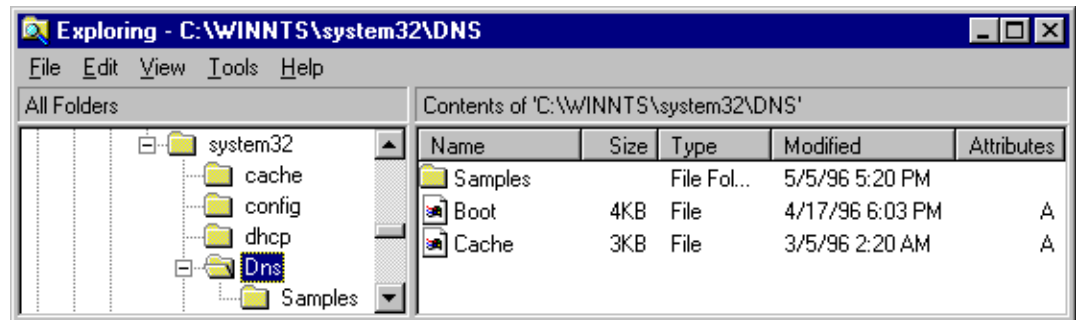 Exploring - C:\WINNTS\system32\DNS
File Edit View Tools Help
All Folders
Contents of 'C:\WINNTS\system32\DNS'
system32
cache
config
dhcp
Dns
Samples
Name Size Type Modified Attributes
Samples File Fol... 5/5/96 5:20 PM
Boot 4KB File 4/17/96 6:03 PM A
Cache 3KB File 3/5/96 2:20 AM A